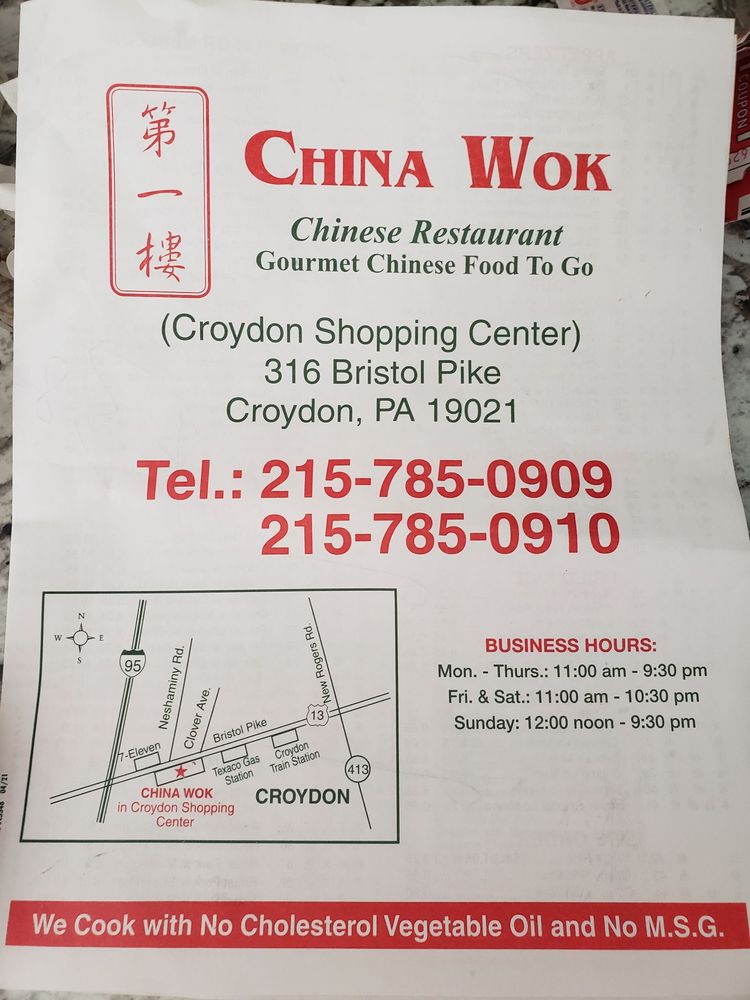 第
一
樓
CHINA WOK
Chinese Restaurant
Gourmet Chinese Food To Go
(Croydon Shopping Center)
316 Bristol Pike
Croydon, PA 19021
Tel.: 215-785-0909
215-785-0910
N
W E
S
95
Neshaminy Rd.
Clover Ave.
New Rogers Rd.
13
Bristol Pike
7-Eleven
Texaco Gas
Station
Croydon
Train Station
413
CHINA WOK
in Croydon Shopping
Center
CROYDON
BUSINESS HOURS:
Mon. - Thurs.: 11:00 am - 9:30 pm
Fri. & Sat.: 11:00 am - 10:30 pm
Sunday: 12:00 noon - 9:30 pm
04/21
We Cook with No Cholesterol Vegetable Oil and No M.S.G.
COUPON